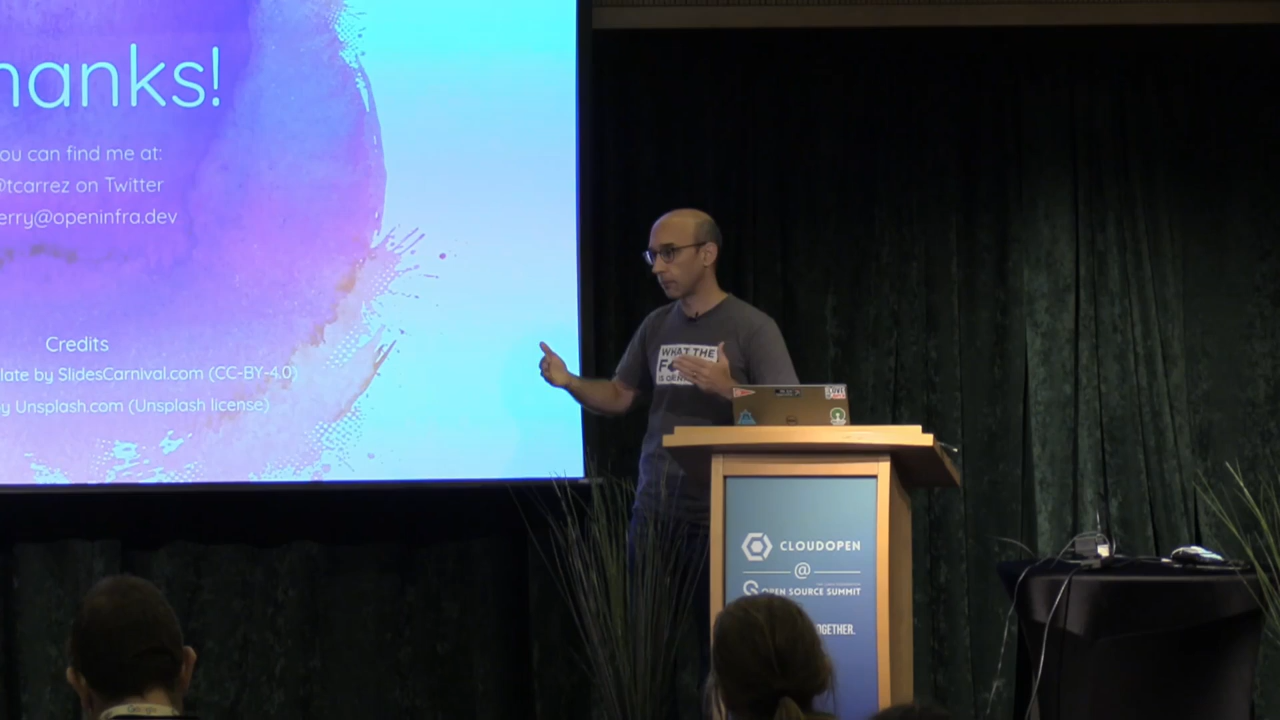 hanks!
ou can find me at:
@tcarrez on Twitter
erry@openinfra.dev
Credits
late by SlidesCarnival.com (CC-BY-4.0)
y Unsplash.com (Unsplash license)
WHAT THE
F
IS
CLOUDOPEN
@
OPEN SOURCE SUMMIT
OGETHER.